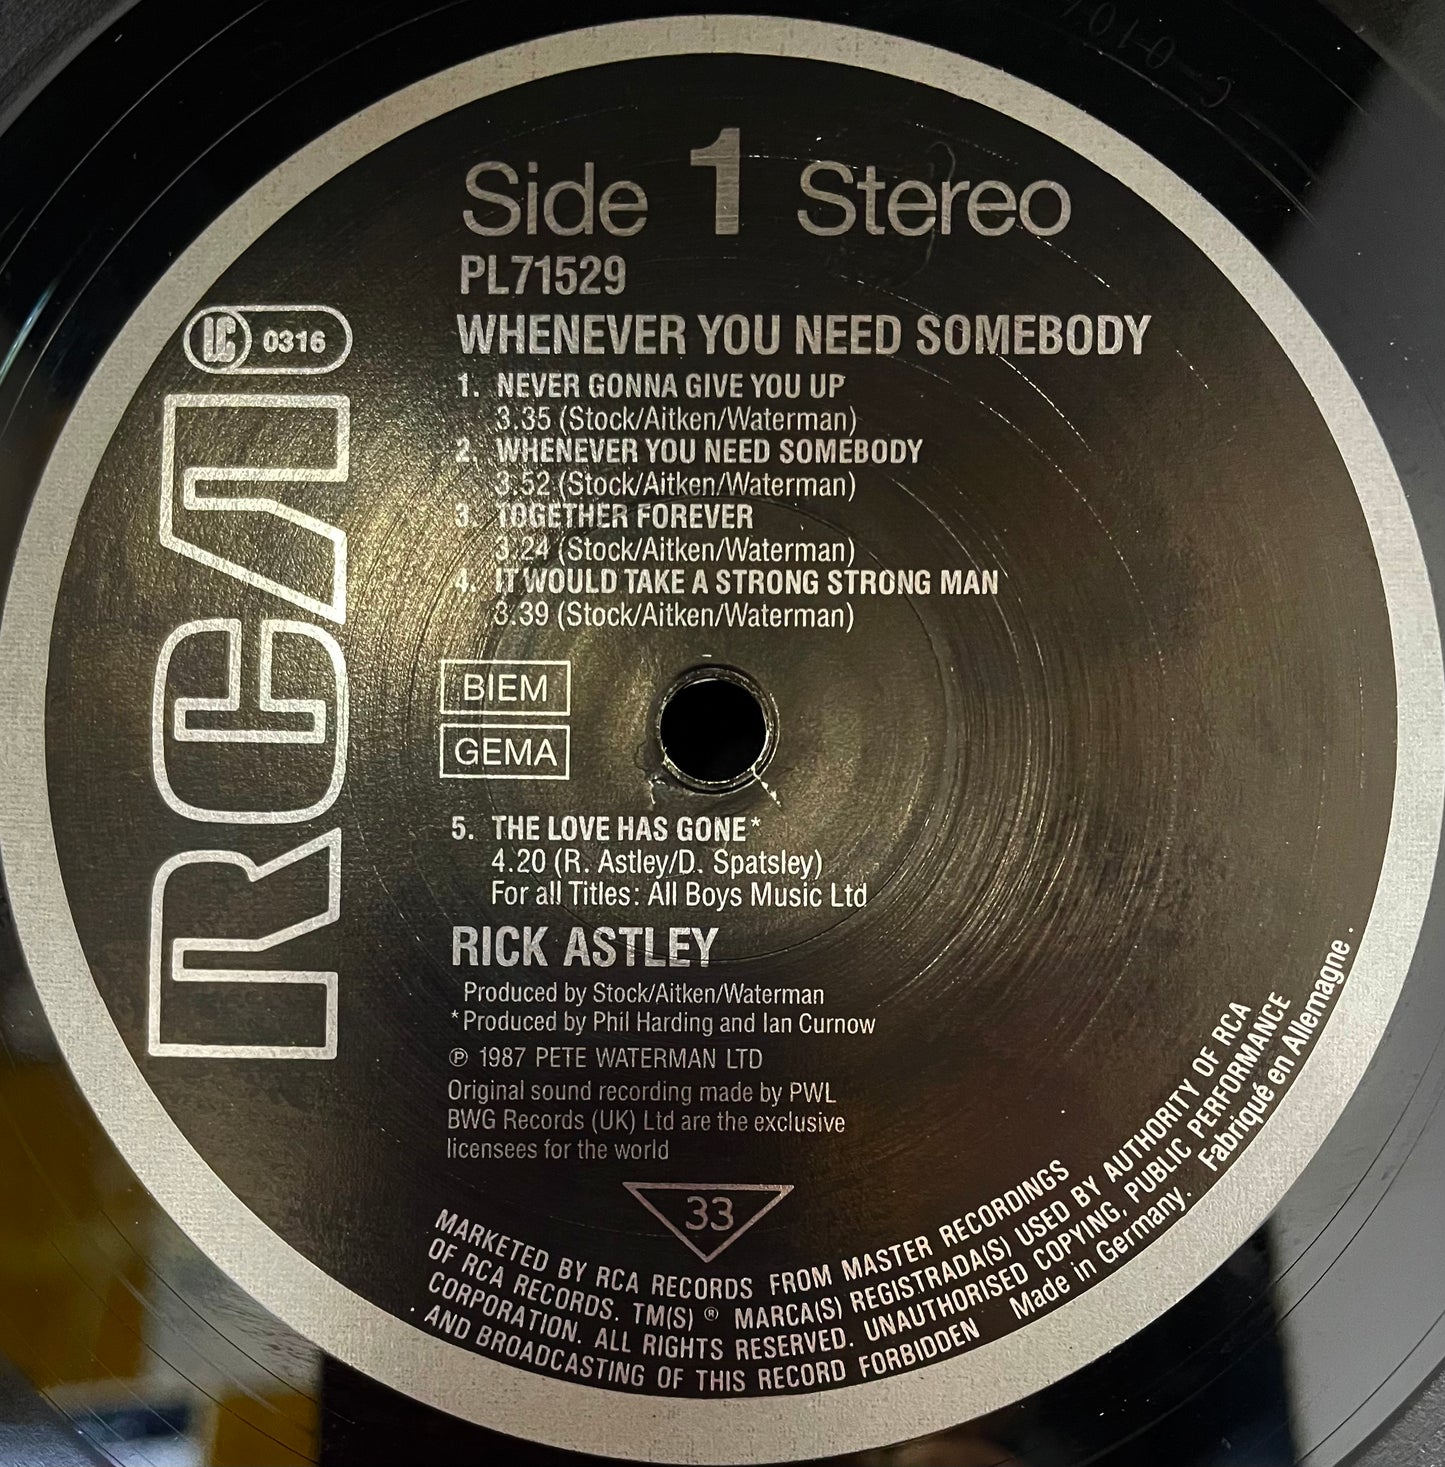 Side 1 Stereo
PL71529
WHENEVER YOU NEED SOMEBODY
LC 0316
RCA
1. NEVER GONNA GIVE YOU UP
3.35 (Stock/Aitken/Waterman)
2. WHENEVER YOU NEED SOMEBODY
3.52 (Stock/Aitken/Waterman)
3. TOGETHER FOREVER
3.24 (Stock/Aitken/Waterman)
4. IT WOULD TAKE A STRONG STRONG MAN
3.39 (Stock/Aitken/Waterman)
BIEM
GEMA
5. THE LOVE HAS GONE*
4.20 (R. Astley/D. Spatsley)
For all Titles: All Boys Music Ltd
RICK ASTLEY
Produced by Stock/Aitken/Waterman
*Produced by Phil Harding and Ian Curnow
℗ 1987 PETE WATERMAN LTD
Original sound recording made by PWL
BWG Records (UK) Ltd are the exclusive
licensees for the world
33
MARKETED BY RCA RECORDS FROM MASTER RECORDINGS
OF RCA RECORDS. TM(S) ® MARCA(S) REGISTRADA(S) USED BY AUTHORITY OF RCA
CORPORATION. ALL RIGHTS RESERVED. UNAUTHORISED COPYING, PUBLIC PERFORMANCE
AND BROADCASTING OF THIS RECORD FORBIDDEN Made in Germany. Fabriqué en Allemagne.